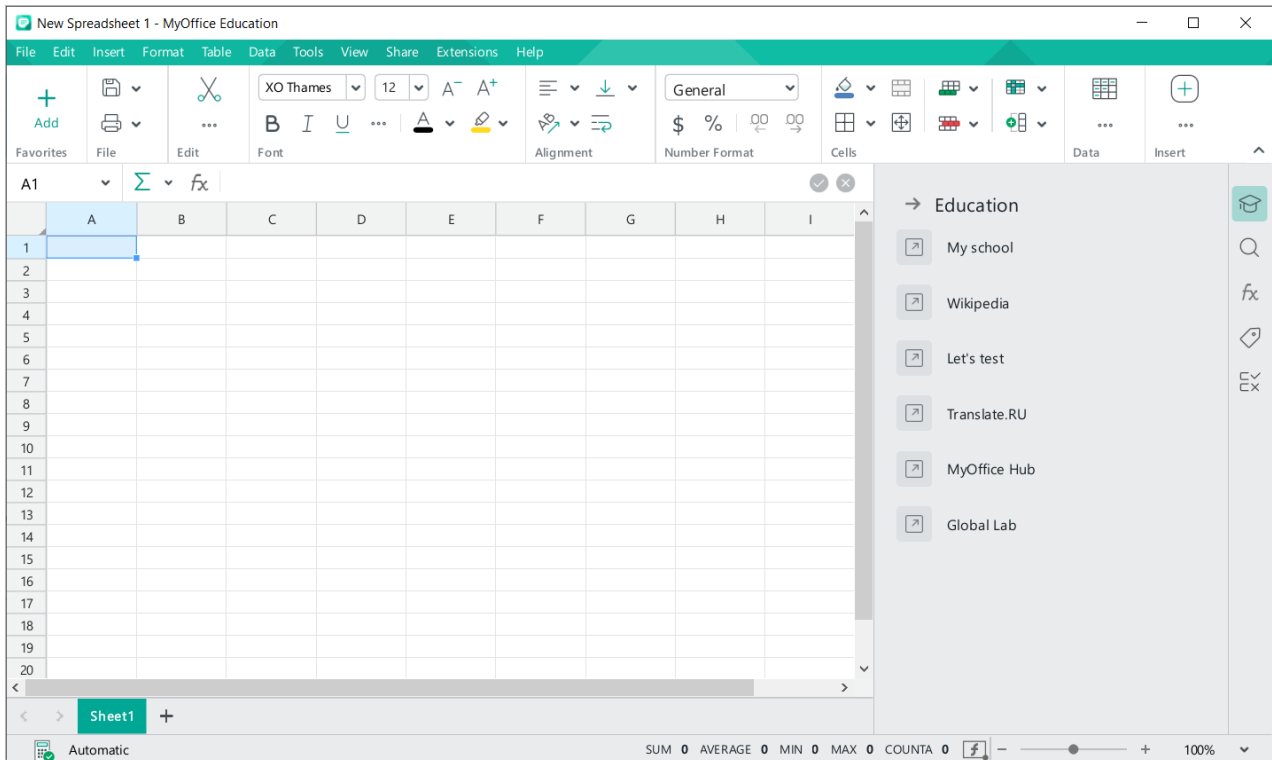 New Spreadsheet 1 - MyOffice Education
File Edit Insert Format Table Data Tools View Share Extensions Help
XO Thames 12 A− A+ General
Add B I U A $ % 00 00
Favorites File Edit Font Alignment Number Format Cells Data Insert
A1 Σ fx
A B C D E F G H I
1
2
3
4
5
6
7
8
9
10
11
12
13
14
15
16
17
18
19
20
Education
My school
Wikipedia
Let's test
Translate.RU
MyOffice Hub
Global Lab
fx
Sheet1
Automatic SUM 0 AVERAGE 0 MIN 0 MAX 0 COUNTA 0 f 100%